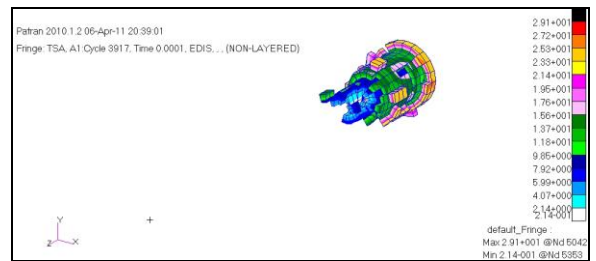 Patran 2010.1.2 06-Apr-11 20:39:01
Fringe: TSA, A1:Cycle 3917, Time 0.0001, EDIS, , , (NON-LAYERED)
2.91+001
2.72+001
2.53+001
2.33+001
2.14+001
1.95+001
1.76+001
1.56+001
1.37+001
1.18+001
9.85+000
7.92+000
5.99+000
4.07+000
2.14+000
2.14-001
Y
Z X
default_Fringe :
Max 2.91+001 @Nd 5042
Min 2.14-001 @Nd 5353